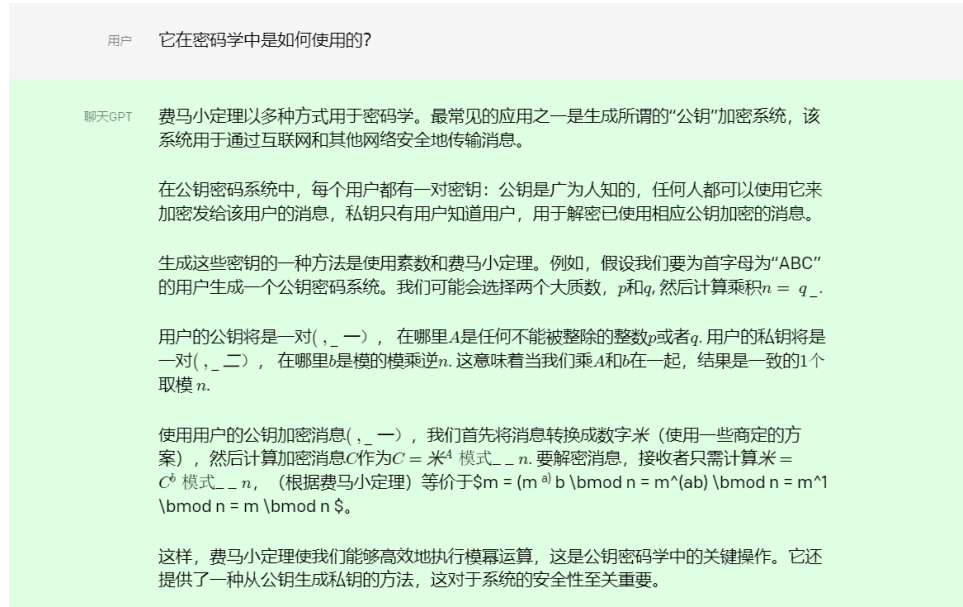 用户
它在密码学中是如何使用的?
聊天GPT
费马小定理以多种方式用于密码学。最常见的应用之一是生成所谓的“公钥”加密系统，该
系统用于通过互联网和其他网络安全地传输消息。
在公钥密码系统中，每个用户都有一对密钥：公钥是广为人知的，任何人都可以使用它来
加密发给该用户的消息，私钥只有用户知道用户，用于解密已使用相应公钥加密的消息。
生成这些密钥的一种方法是使用素数和费马小定理。例如，假设我们要为首字母为“ABC”
的用户生成一个公钥密码系统。我们可能会选择两个大质数，p和q, 然后计算乘积n = q _.
用户的公钥将是一对( , _ 一），在哪里A是任何不能被整除的整数p或者q. 用户的私钥将是
一对( , _ 二），在哪里b是模的模乘逆n. 这意味着当我们乘A和b在一起，结果是一致的1个
取模 n.
使用用户的公钥加密消息( , _ 一），我们首先将消息转换成数字米（使用一些商定的方
案），然后计算加密消息C作为C = 米^A 模式_ _ n. 要解密消息，接收者只需计算米 =
C^b 模式_ _ n，（根据费马小定理）等价于$m = (m ^a) b \bmod n = m^(ab) \bmod n = m^1
\bmod n = m \bmod n $。
这样，费马小定理使我们能够高效地执行模幂运算，这是公钥密码学中的关键操作。它还
提供了一种从公钥生成私钥的方法，这对于系统的安全性至关重要。